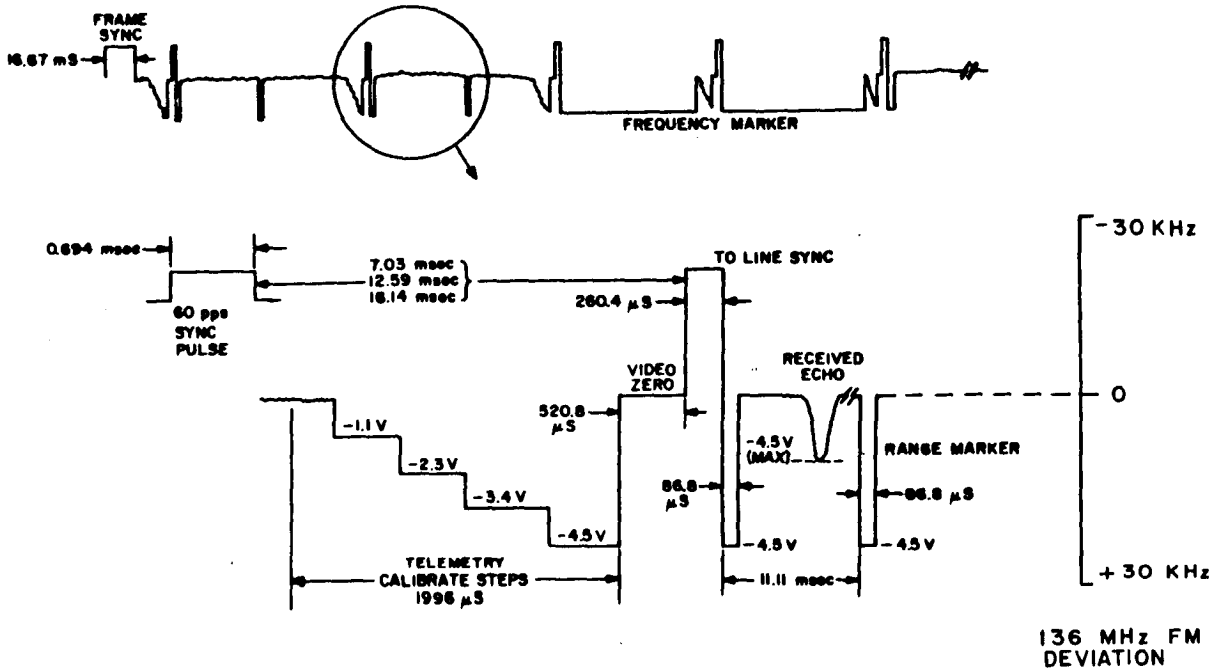 FRAME
SYNC
16.67 mS
FREQUENCY MARKER
0.694 msec
60 pps
SYNC
PULSE
7.03 msec
12.59 msec
16.14 msec
TO LINE SYNC
260.4 μS
VIDEO
ZERO
520.8
μS
RECEIVED
ECHO
-1.1 V
-2.3 V
-3.4 V
-4.5 V
-4.5 V
(MAX)
RANGE MARKER
86.8
μS
86.8 μS
-4.5 V
-4.5 V
TELEMETRY
CALIBRATE STEPS
1996 μS
11.11 msec
-30 KHz
0
+30 KHz
136 MHz FM
DEVIATION